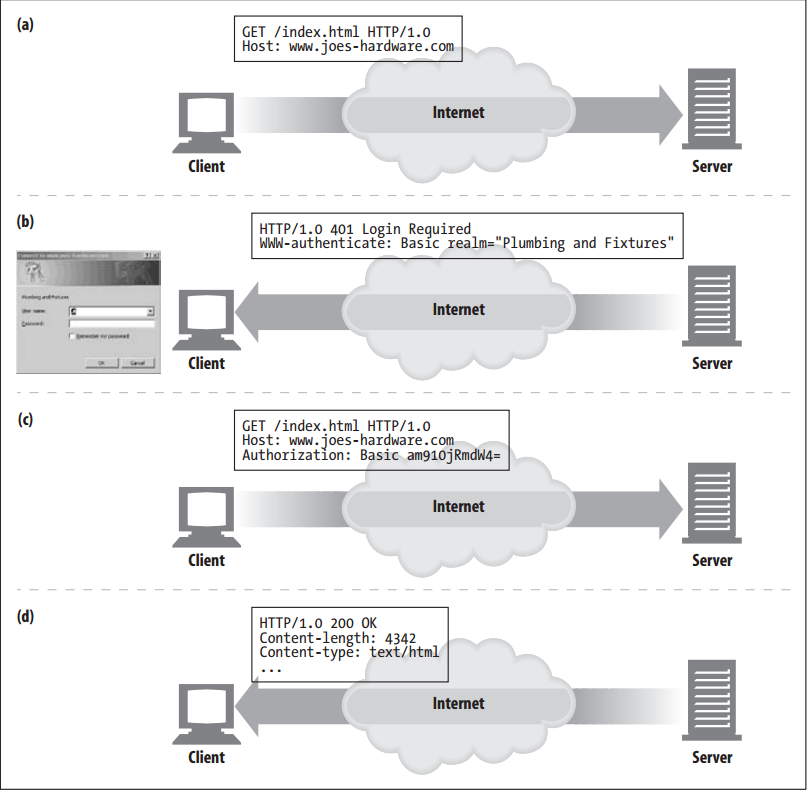 (a)
GET /index.html HTTP/1.0
Host: www.joes-hardware.com
Internet
Client
Server
(b)
HTTP/1.0 401 Login Required
WWW-authenticate: Basic realm="Plumbing and Fixtures"
Plumbing and Fixtures
User name:
Password:
Remember my password
OK
Cancel
Internet
Client
Server
(c)
GET /index.html HTTP/1.0
Host: www.joes-hardware.com
Authorization: Basic am910jRmdW4=
Internet
Client
Server
(d)
HTTP/1.0 200 OK
Content-length: 4342
Content-type: text/html
...
Internet
Client
Server